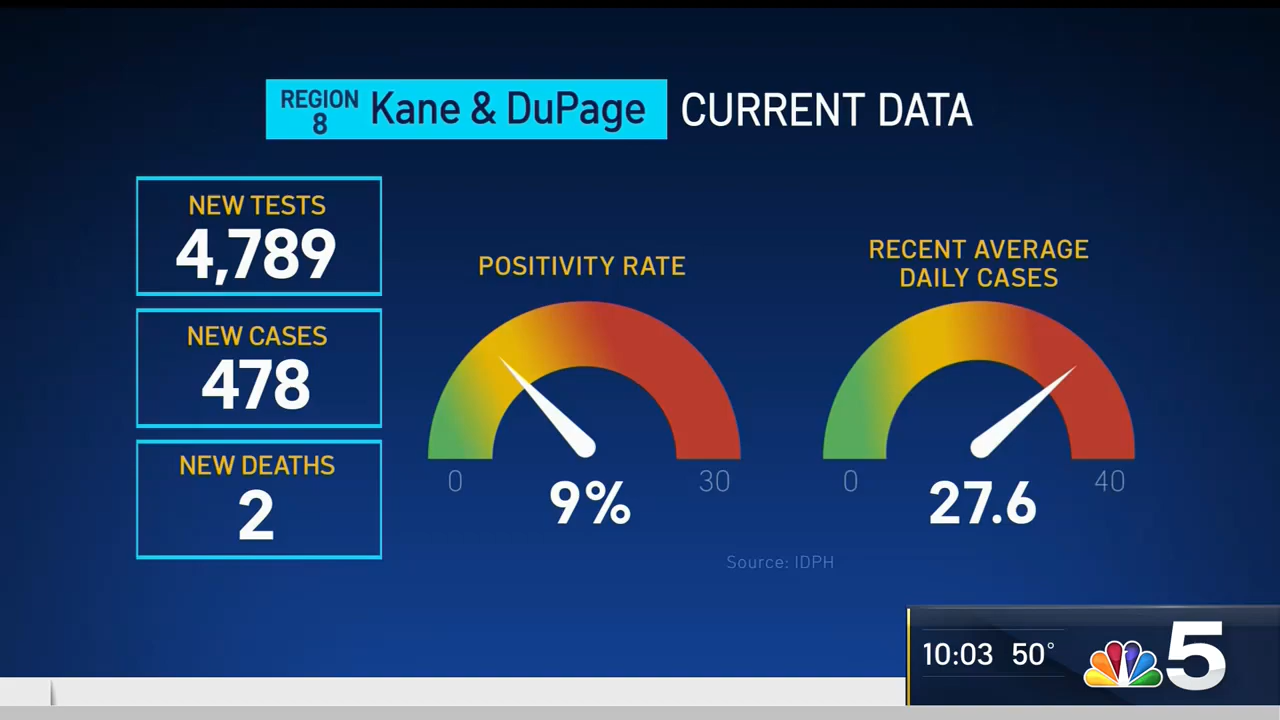 REGION 8 Kane & DuPage CURRENT DATA
NEW TESTS
4,789
NEW CASES
478
NEW DEATHS
2
POSITIVITY RATE
0 30
9%
RECENT AVERAGE
DAILY CASES
0 40
27.6
Source: IDPH
10:03 50° 5